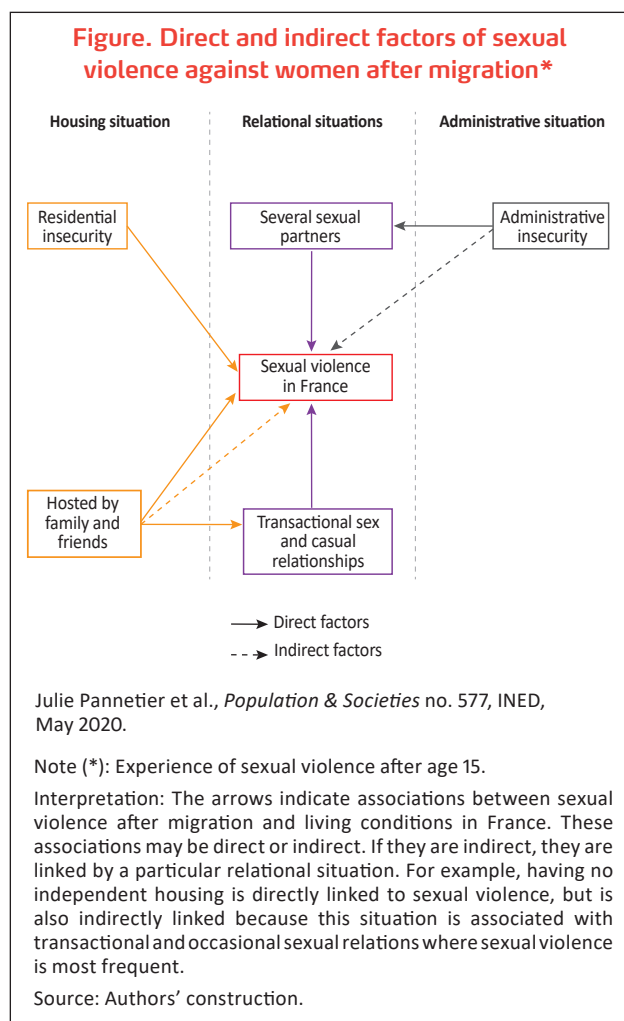 Figure. Direct and indirect factors of sexual
violence against women after migration*
Housing situation
Relational situations
Administrative situation
Residential
insecurity
Several sexual
partners
Administrative
insecurity
Sexual violence
in France
Hosted by
family and
friends
Transactional sex
and casual
relationships
Direct factors
Indirect factors
Julie Pannetier et al., Population & Societies no. 577, INED,
May 2020.
Note (*): Experience of sexual violence after age 15.
Interpretation: The arrows indicate associations between sexual
violence after migration and living conditions in France. These
associations may be direct or indirect. If they are indirect, they are
linked by a particular relational situation. For example, having no
independent housing is directly linked to sexual violence, but is
also indirectly linked because this situation is associated with
transactional and occasional sexual relations where sexual violence
is most frequent.
Source: Authors' construction.